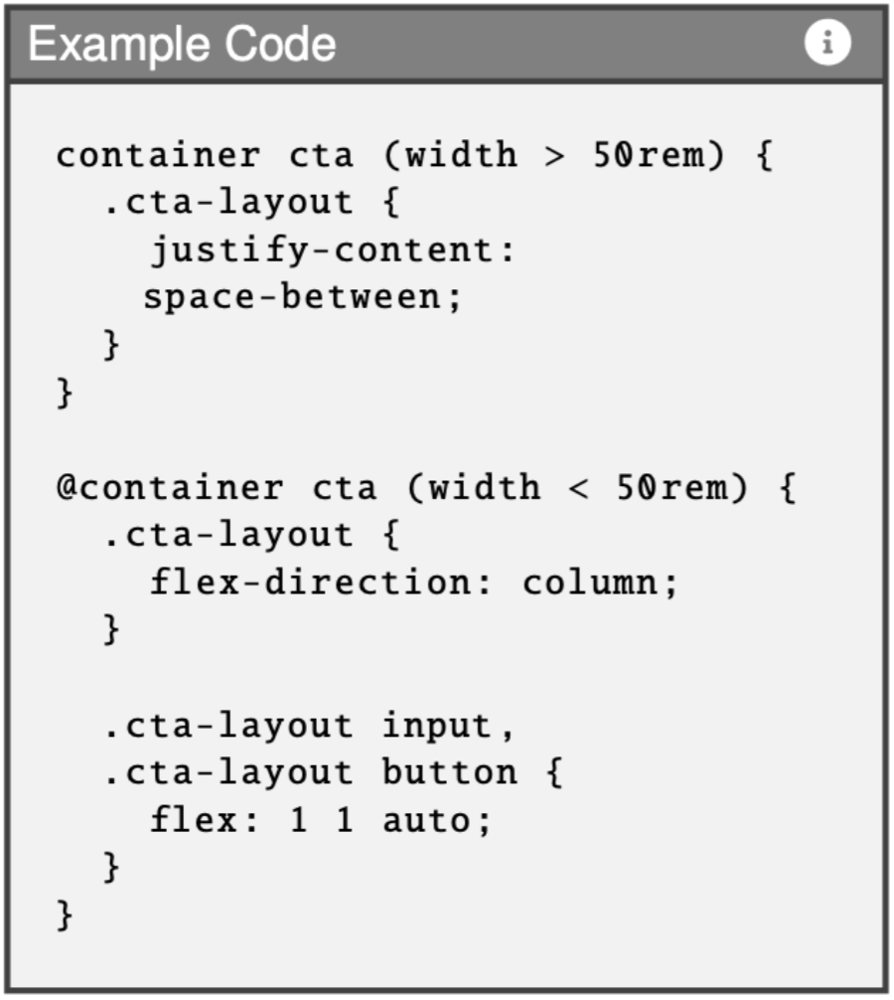 Example Code
container cta (width > 50rem) {
.cta-layout {
justify-content:
space-between;
}
}
@container cta (width < 50rem) {
.cta-layout {
flex-direction: column;
}
.cta-layout input,
.cta-layout button {
flex: 1 1 auto;
}
}